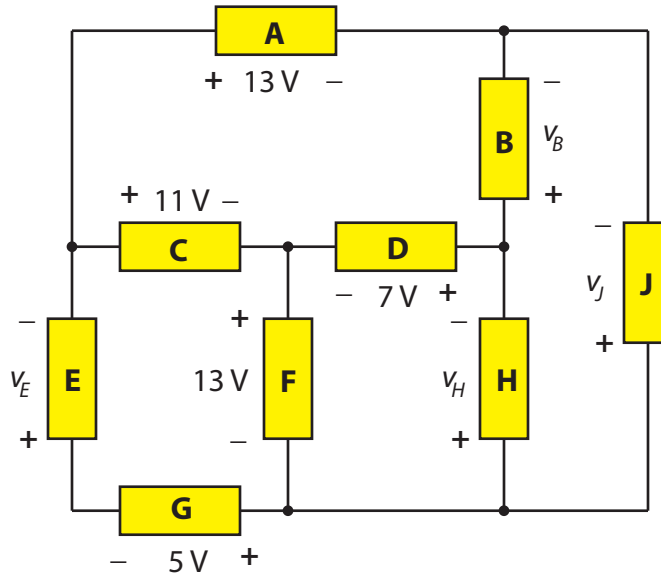 A
+ 13 V −
−
B
v_B
+
+ 11 V −
C
D
− 7 V +
−
v_J
J
+
−
v_E
E
+
+
13 V
F
−
−
v_H
H
+
G
− 5 V +